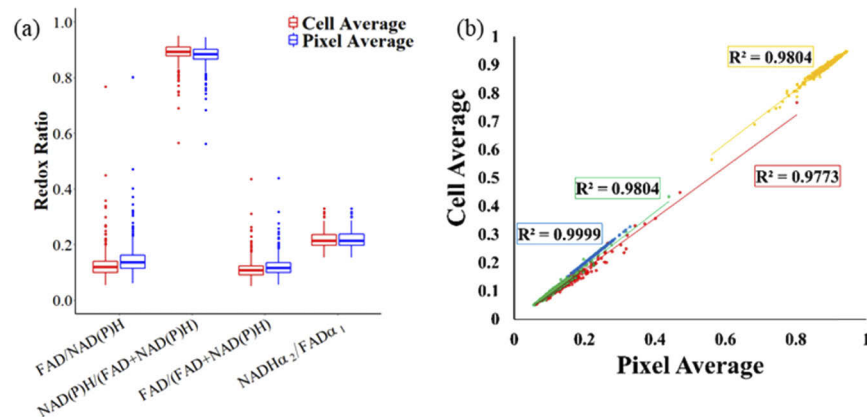 (a)
Cell Average
Pixel Average
Redox Ratio
1.0
0.8
0.6
0.4
0.2
0.0
FAD/NAD(P)H
NAD(P)H/(FAD+NAD(P)H)
FAD/(FAD+NAD(P)H)
NADHα2/FADα1
(b)
Cell Average
1
0.9
0.8
0.7
0.6
0.5
0.4
0.3
0.2
0.1
0
R² = 0.9804
R² = 0.9773
R² = 0.9804
R² = 0.9999
0 0.2 0.4 0.6 0.8 1
Pixel Average